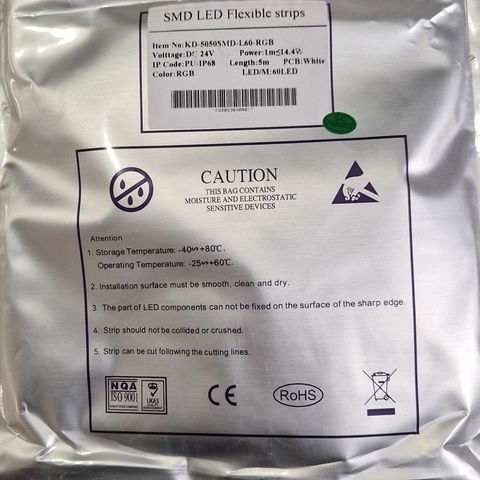 SMD LED Flexible strips
Item No:KD-5050SMD-L60-RGB
Volttage:DC 24V Power:1m≤14.4W
IP Code:PU-IP68 Length:5m PCB:White
Color:RGB LED/M:60LED
CAUTION
THIS BAG CONTAINS
MOISTURE AND ELECTROSTATIC
SENSITIVE DEVICES
Attention
1. Storage Temperature: -40∽+80℃,
Operating Temperature: -25∽+60℃.
2. Installation surface must be smooth, clean and dry.
3. The part of LED components can not be fixed on the surface of the sharp edge.
4. Strip should not be collided or crushed.
5. Strip can be cut following the cutting lines.
NQA
ISO 9001
UKAS
CE
RoHS